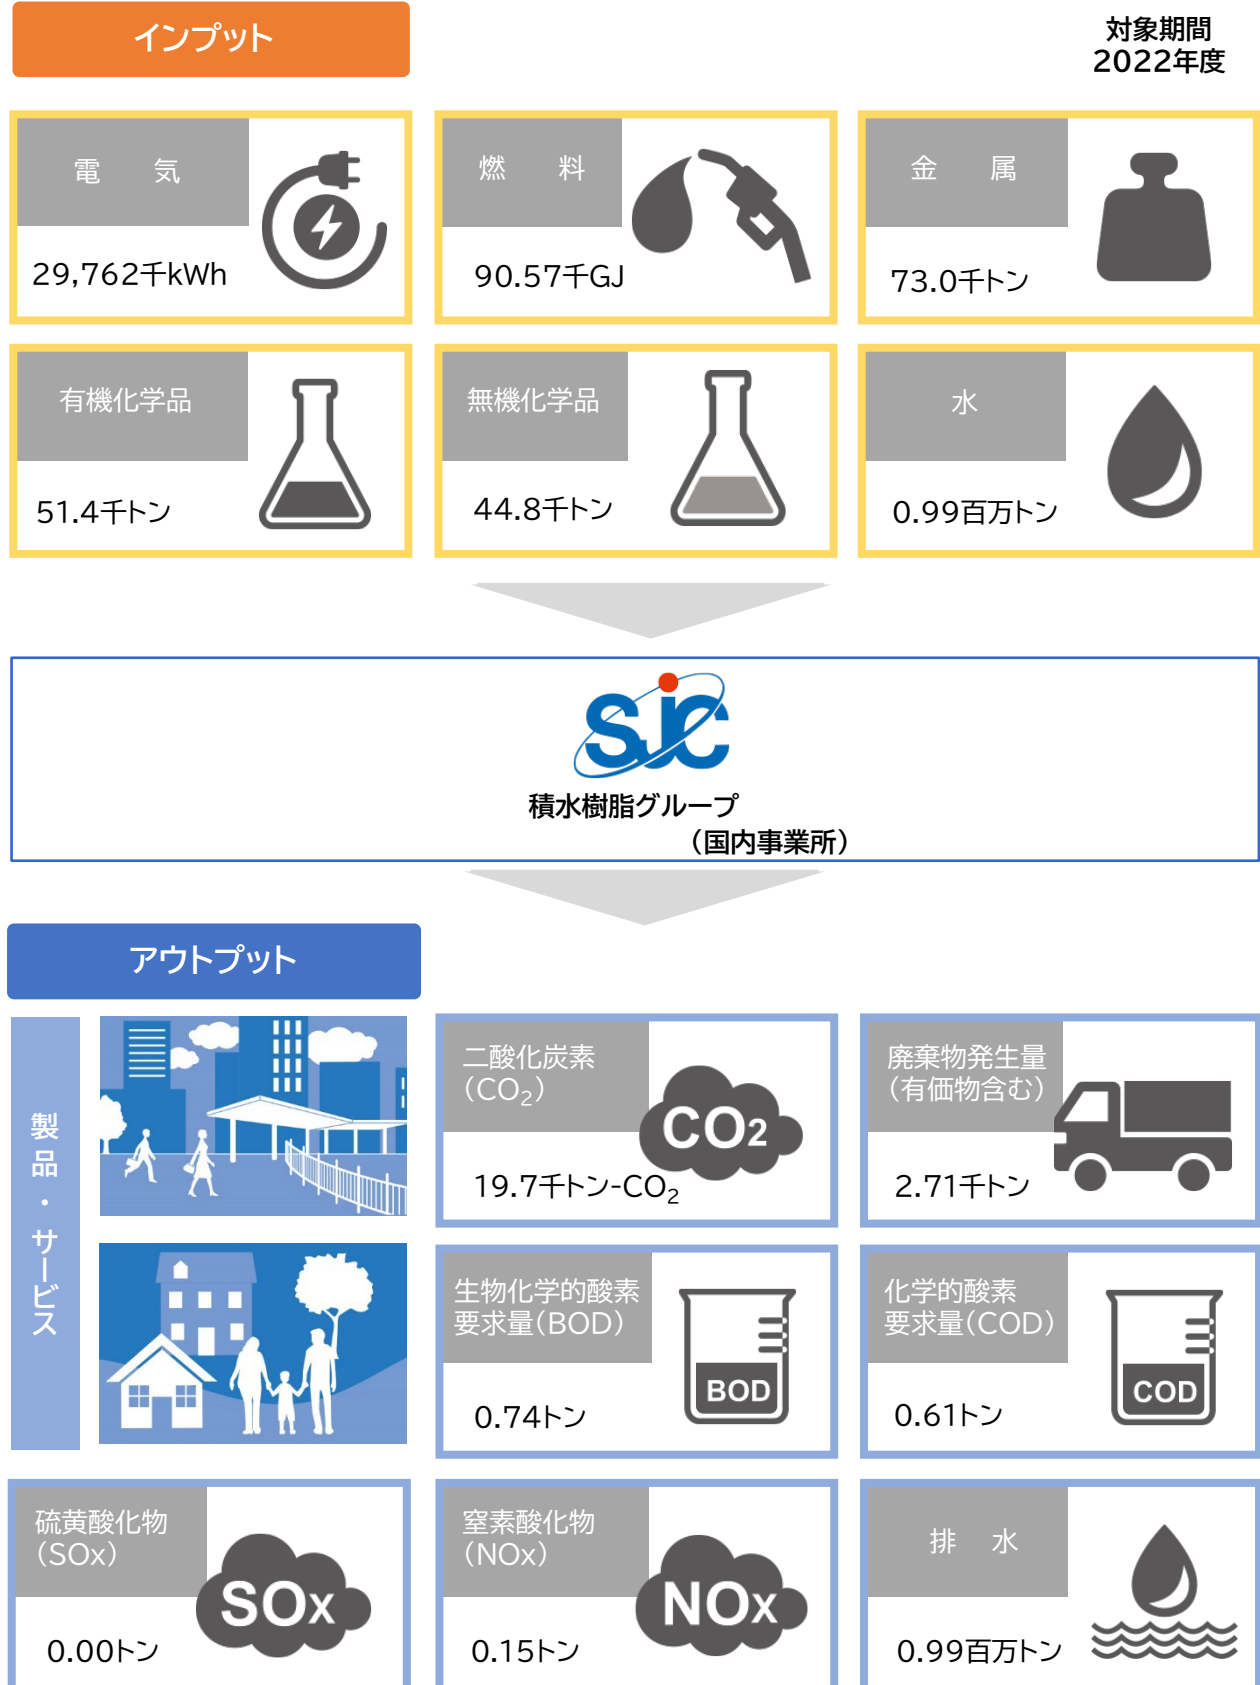 インプット
対象期間
2022年度
電　気
29,762千kWh
燃　料
90.57千GJ
金　属
73.0千トン
有機化学品
51.4千トン
無機化学品
44.8千トン
水
0.99百万トン
SJC
積水樹脂グループ
（国内事業所）
アウトプット
製品・サービス
二酸化炭素
（CO₂）
CO2
19.7千トン-CO₂
廃棄物発生量
（有価物含む）
2.71千トン
生物化学的酸素
要求量（BOD）
BOD
0.74トン
化学的酸素
要求量（COD）
COD
0.61トン
硫黄酸化物
（SOx）
SOx
0.00トン
窒素酸化物
（NOx）
NOx
0.15トン
排　水
0.99百万トン